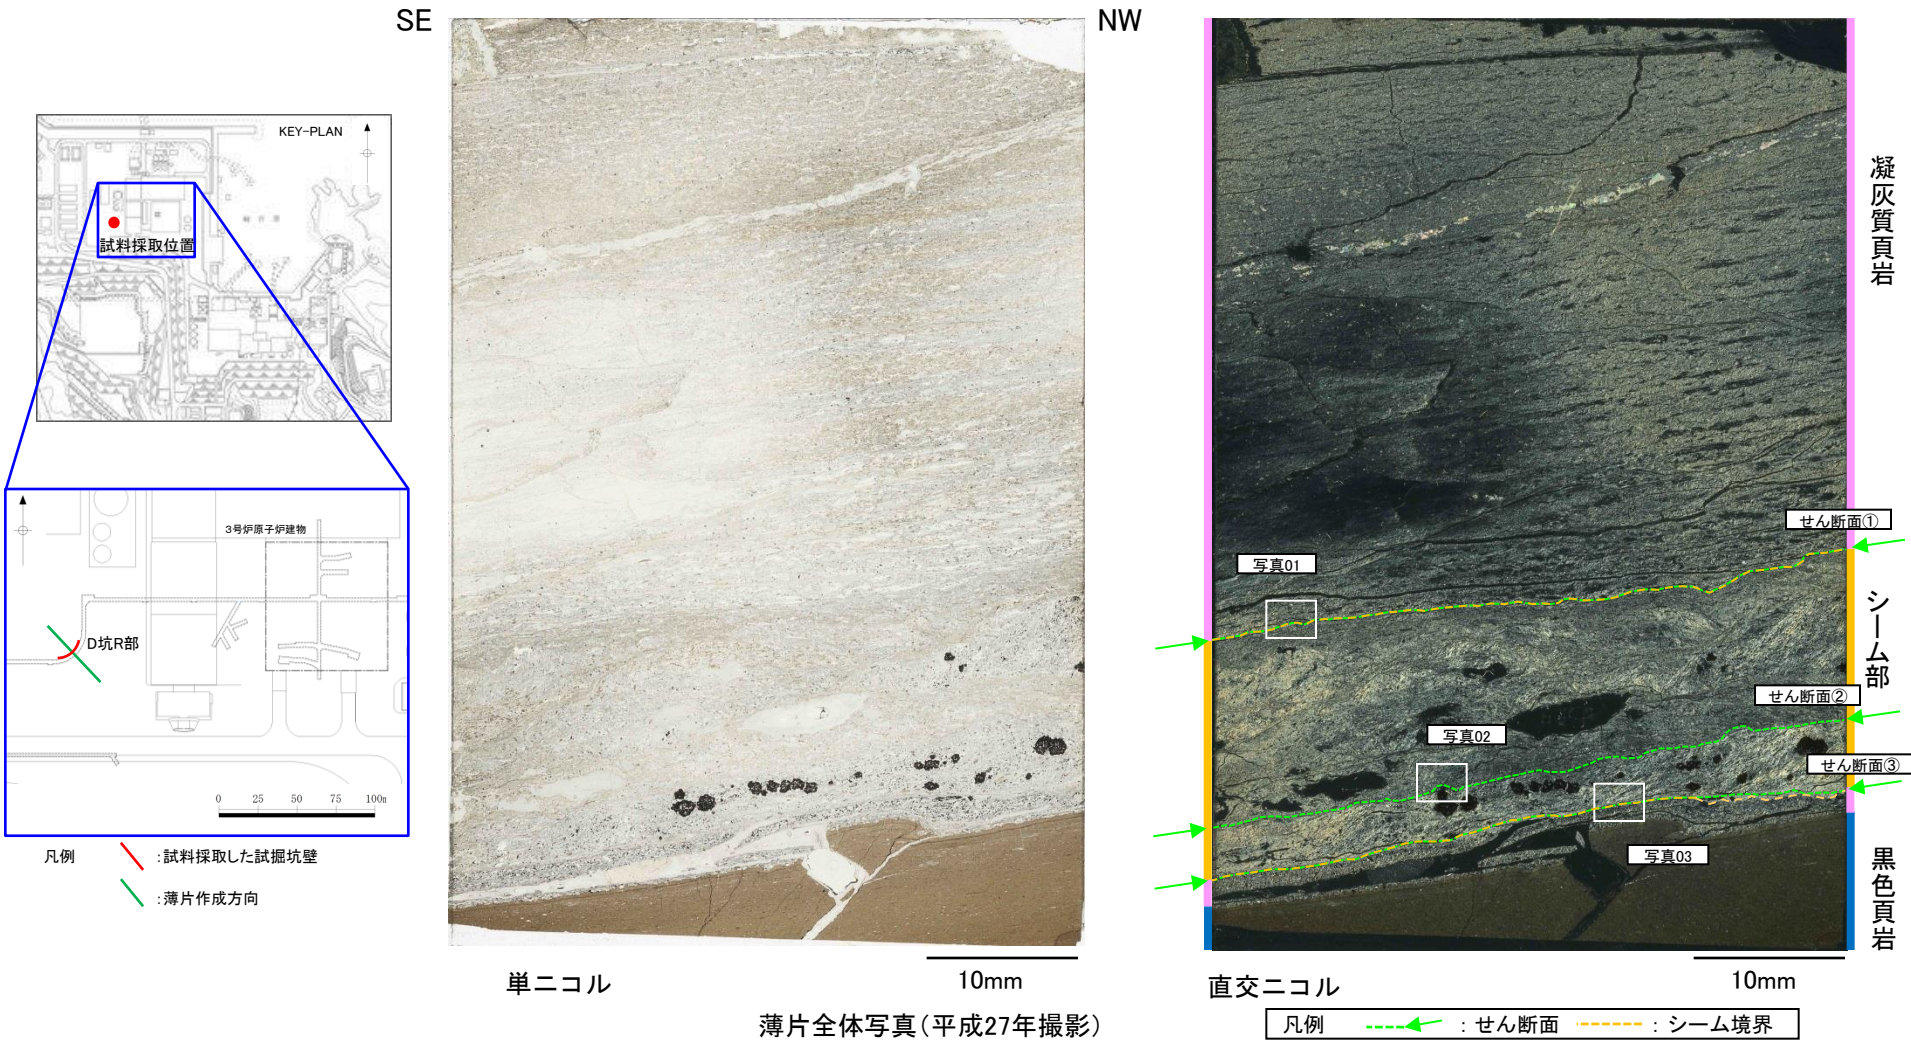 SE
NW
KEY-PLAN
試料採取位置
3号炉原子炉建物
D坑R部
0 25 50 75 100m
凡例
:試料採取した試掘坑壁
:薄片作成方向
凝灰質頁岩
せん断面①
写真01
シーム部
せん断面②
写真02
せん断面③
写真03
黒色頁岩
単ニコル
10mm
直交ニコル
10mm
薄片全体写真(平成27年撮影)
凡例 :せん断面 :シーム境界